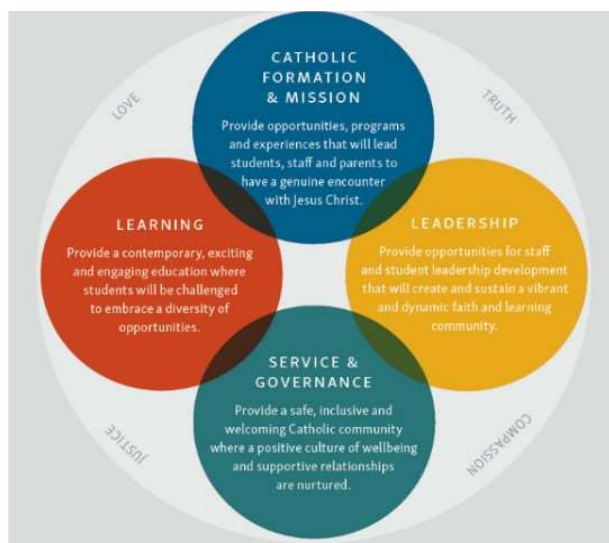 CATHOLIC
FORMATION
& MISSION
Provide opportunities, programs
and experiences that will lead
students, staff and parents to
have a genuine encounter
with Jesus Christ.
LOVE
TRUTH
LEARNING
Provide a contemporary, exciting
and engaging education where
students will be challenged
to embrace a diversity of
opportunities.
LEADERSHIP
Provide opportunities for staff
and student leadership development
that will create and sustain a vibrant
and dynamic faith and learning
community.
SERVICE &
GOVERNANCE
Provide a safe, inclusive and
welcoming Catholic community
where a positive culture of wellbeing
and supportive relationships
are nurtured.
JUSTICE
COMPASSION